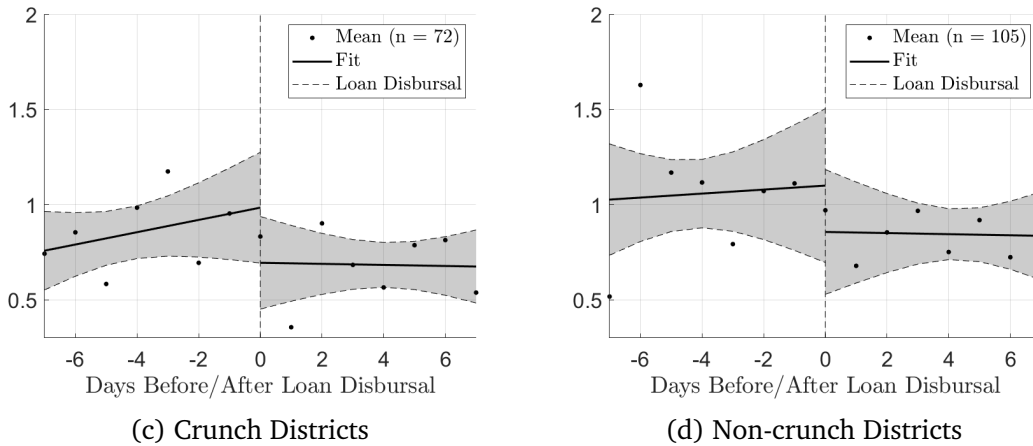 2
1.5
1
0.5
-6
-4
-2
0
2
4
6
Mean (n = 72)
Fit
Loan Disbursal
Days Before/After Loan Disbursal
(c) Crunch Districts
2
1.5
1
0.5
-6
-4
-2
0
2
4
6
Mean (n = 105)
Fit
Loan Disbursal
Days Before/After Loan Disbursal
(d) Non-crunch Districts